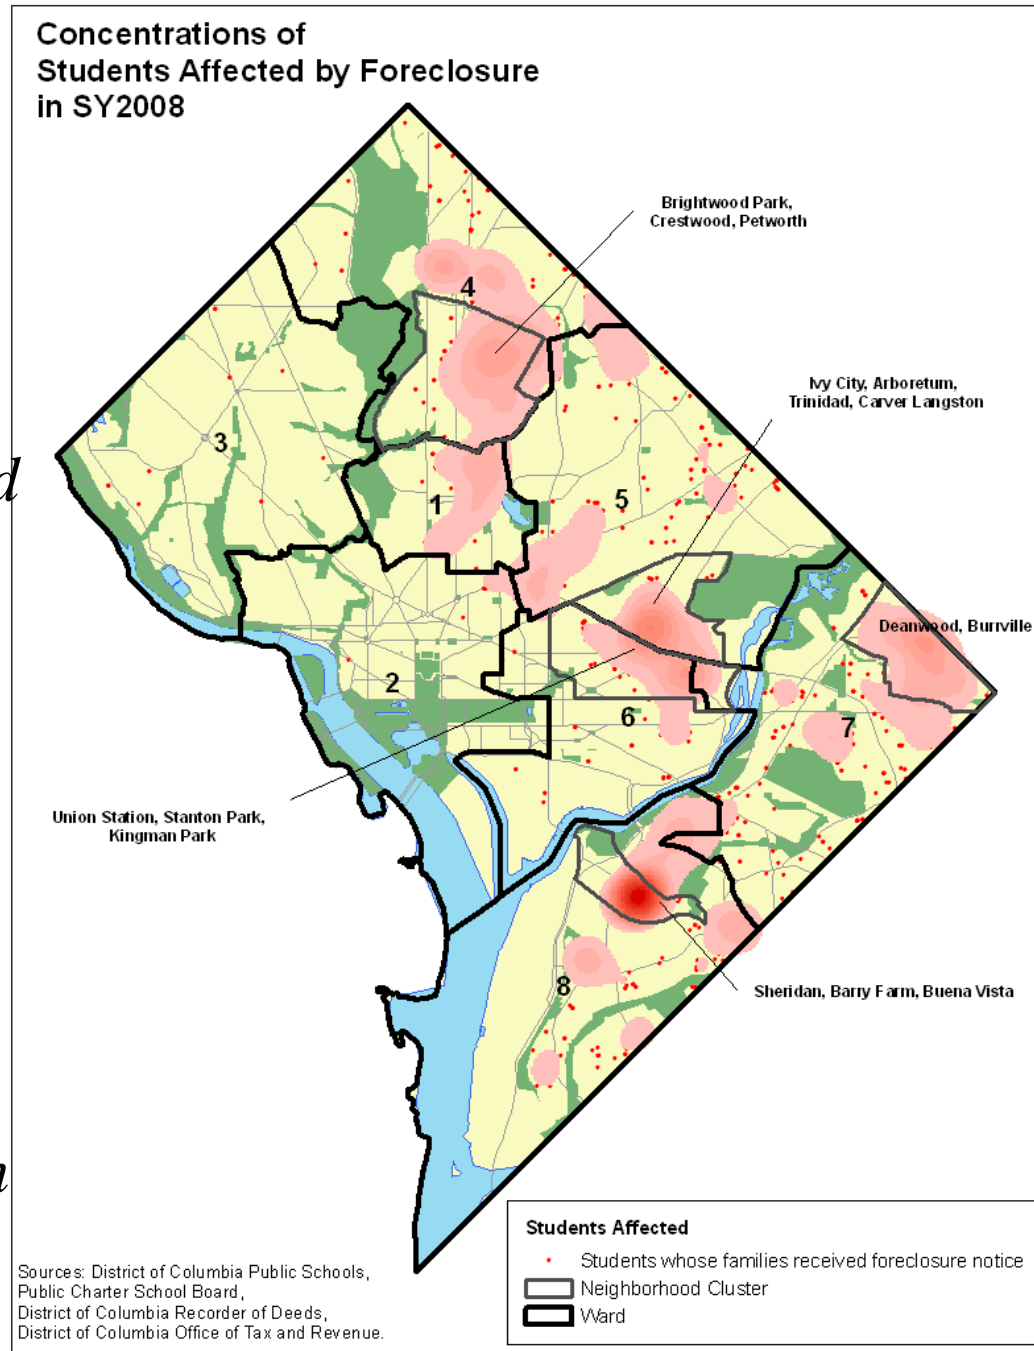 Concentrations of
Students Affected by Foreclosure
in SY2008
Brightwood Park,
Crestwood, Petworth
4
Ivy City, Arboretum,
Trinidad, Carver Langston
3
d
1
5
Deanwood, Burrville
2
6
7
Union Station, Stanton Park,
Kingman Park
8
Sheridan, Barry Farm, Buena Vista
n
Students Affected
Students whose families received foreclosure notice
Neighborhood Cluster
Ward
Sources: District of Columbia Public Schools,
Public Charter School Board,
District of Columbia Recorder of Deeds,
District of Columbia Office of Tax and Revenue.